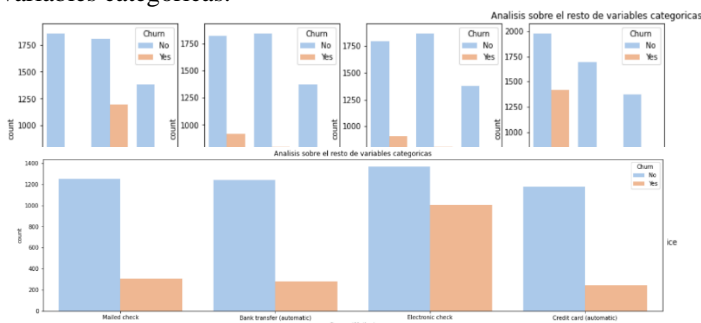 variables categoricas.
Analisis sobre el resto de variables categoricas
Churn
No
Yes
count
1750
1500
1250
1000
Churn
No
Yes
count
1750
1500
1250
1000
Churn
No
Yes
count
1750
1500
1250
1000
Churn
No
Yes
count
2000
1750
1500
1250
1000
Analisis sobre el resto de variables categoricas
Churn
No
Yes
count
1400
1200
1000
800
600
400
200
0
ice
Mailed check
Bank transfer (automatic)
Electronic check
Credit card (automatic)